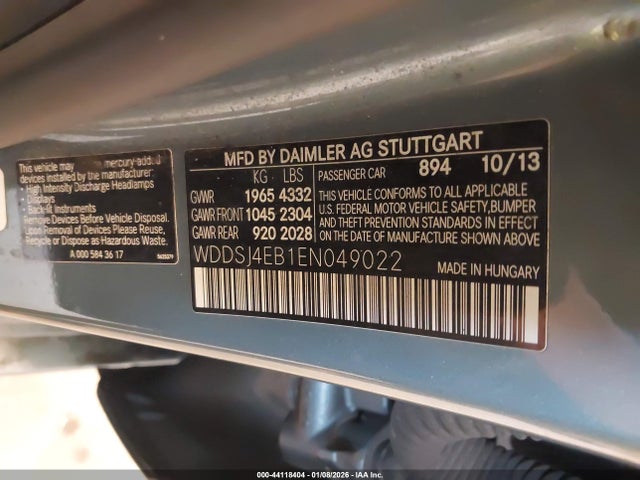 This vehicle may mercury-added
devices installed by the manufacturer:
- High Intensity Discharge Headlamps
- Displays
- Back-lit Instruments
Remove Devices Before Vehicle Disposal.
Upon Removal of Devices Please Reuse,
Recycle or Dispose as Hazardous Waste.
A 000 584 36 17
MFD BY DAIMLER AG STUTTGART
KG LBS
GVWR 1965 4332
GAWR FRONT 1045 2304
GAWR REAR 920 2028
PASSENGER CAR 894 10/13
THIS VEHICLE CONFORMS TO ALL APPLICABLE
U.S. FEDERAL MOTOR VEHICLE SAFETY, BUMPER
AND THEFT PREVENTION STANDARDS IN
EFFECT ON THE DATE OF MANUFACTURE
SHOWN ABOVE.
WDDSJ4EB1EN049022
MADE IN HUNGARY
000-44118404 - 01/08/2026 - IAA Inc.